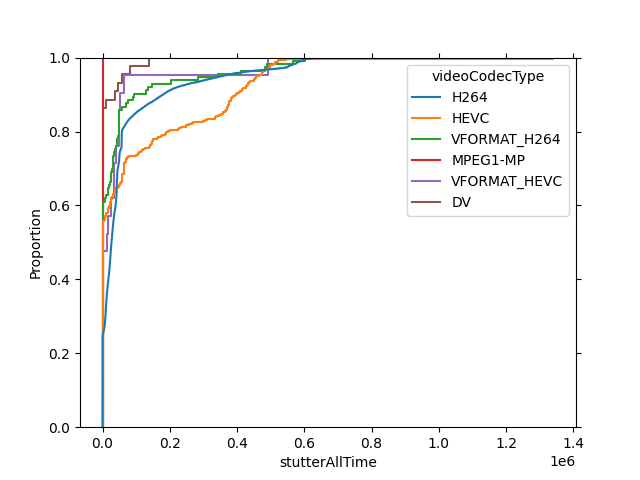 videoCodecType
H264
HEVC
VFORMAT_H264
MPEG1-MP
VFORMAT_HEVC
DV
1.0
0.8
0.6
0.4
0.2
0.0
Proportion
0.0 0.2 0.4 0.6 0.8 1.0 1.2 1.4
1e6
stutterAllTime